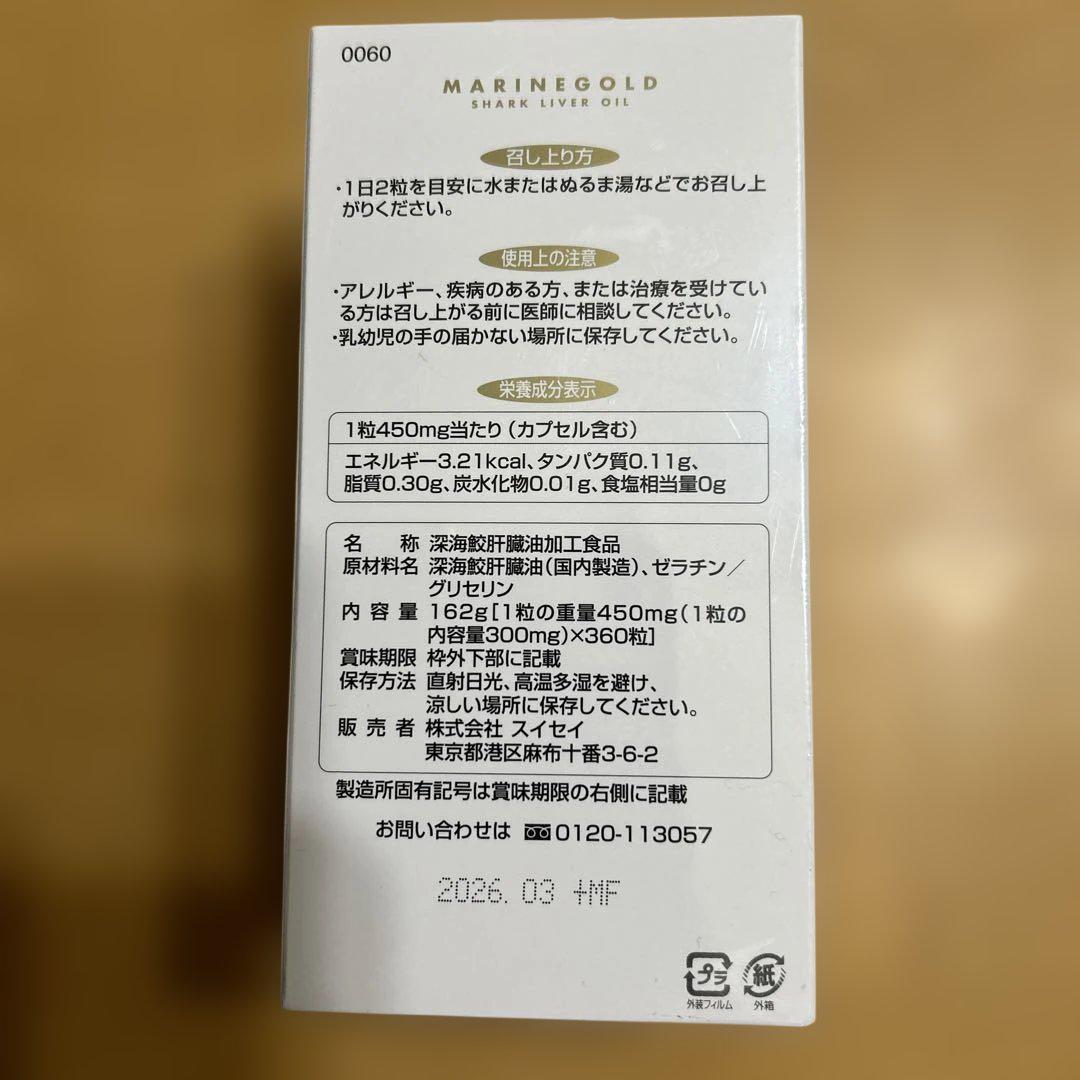 0060
MARINEGOLD
SHARK LIVER OIL
召し上り方
・1日2粒を目安に水またはぬるま湯などでお召し上
がりください。
使用上の注意
・アレルギー、疾病のある方、または治療を受けてい
る方は召し上がる前に医師に相談してください。
・乳幼児の手の届かない場所に保存してください。
栄養成分表示
1粒450mg当たり(カプセル含む)
エネルギー3.21kcal、タンパク質0.11g、
脂質0.30g、炭水化物0.01g、食塩相当量0g
名 称 深海鮫肝臓油加工食品
原材料名 深海鮫肝臓油(国内製造)、ゼラチン/
グリセリン
内容量 162g[1粒の重量450mg(1粒の
内容量300mg)×360粒]
賞味期限 枠外下部に記載
保存方法 直射日光、高温多湿を避け、
涼しい場所に保存してください。
販売者 株式会社 スイセイ
東京都港区麻布十番3-6-2
製造所固有記号は賞味期限の右側に記載
お問い合わせは 0120-113057
2026. 03 +MF
プラ 紙
外装フィルム 外箱